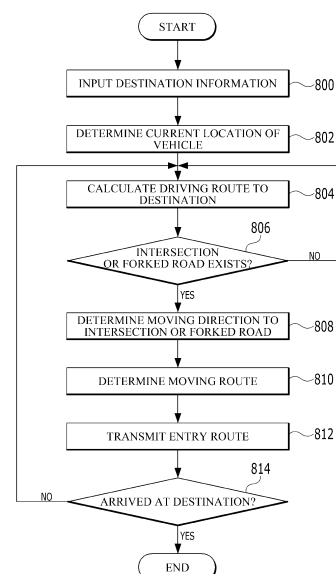 START
INPUT DESTINATION INFORMATION
800
DETERMINE CURRENT LOCATION OF
VEHICLE
802
CALCULATE DRIVING ROUTE TO
DESTINATION
804
806
INTERSECTION
OR FORKED ROAD EXISTS?
NO
YES
DETERMINE MOVING DIRECTION TO
INTERSECTION OR FORKED ROAD
808
DETERMINE MOVING ROUTE
810
TRANSMIT ENTRY ROUTE
812
814
ARRIVED AT DESTINATION?
NO
YES
END